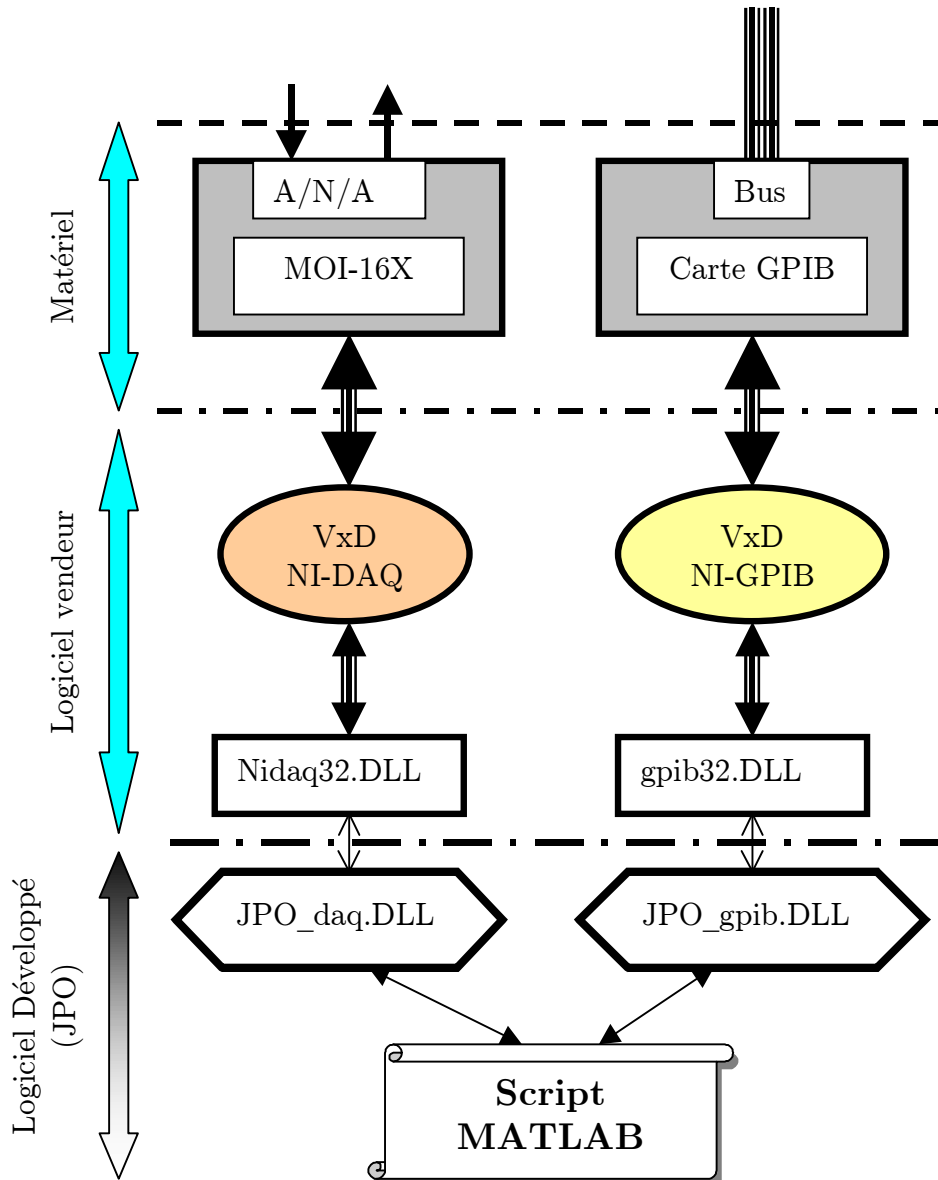 A/N/A
Bus
MOI-16X
Carte GPIB
Matériel
VxD
NI-DAQ
VxD
NI-GPIB
Logiciel vendeur
Nidaq32.DLL
gpib32.DLL
JPO_daq.DLL
JPO_gpib.DLL
Logiciel Développé
(JPO)
Script
MATLAB